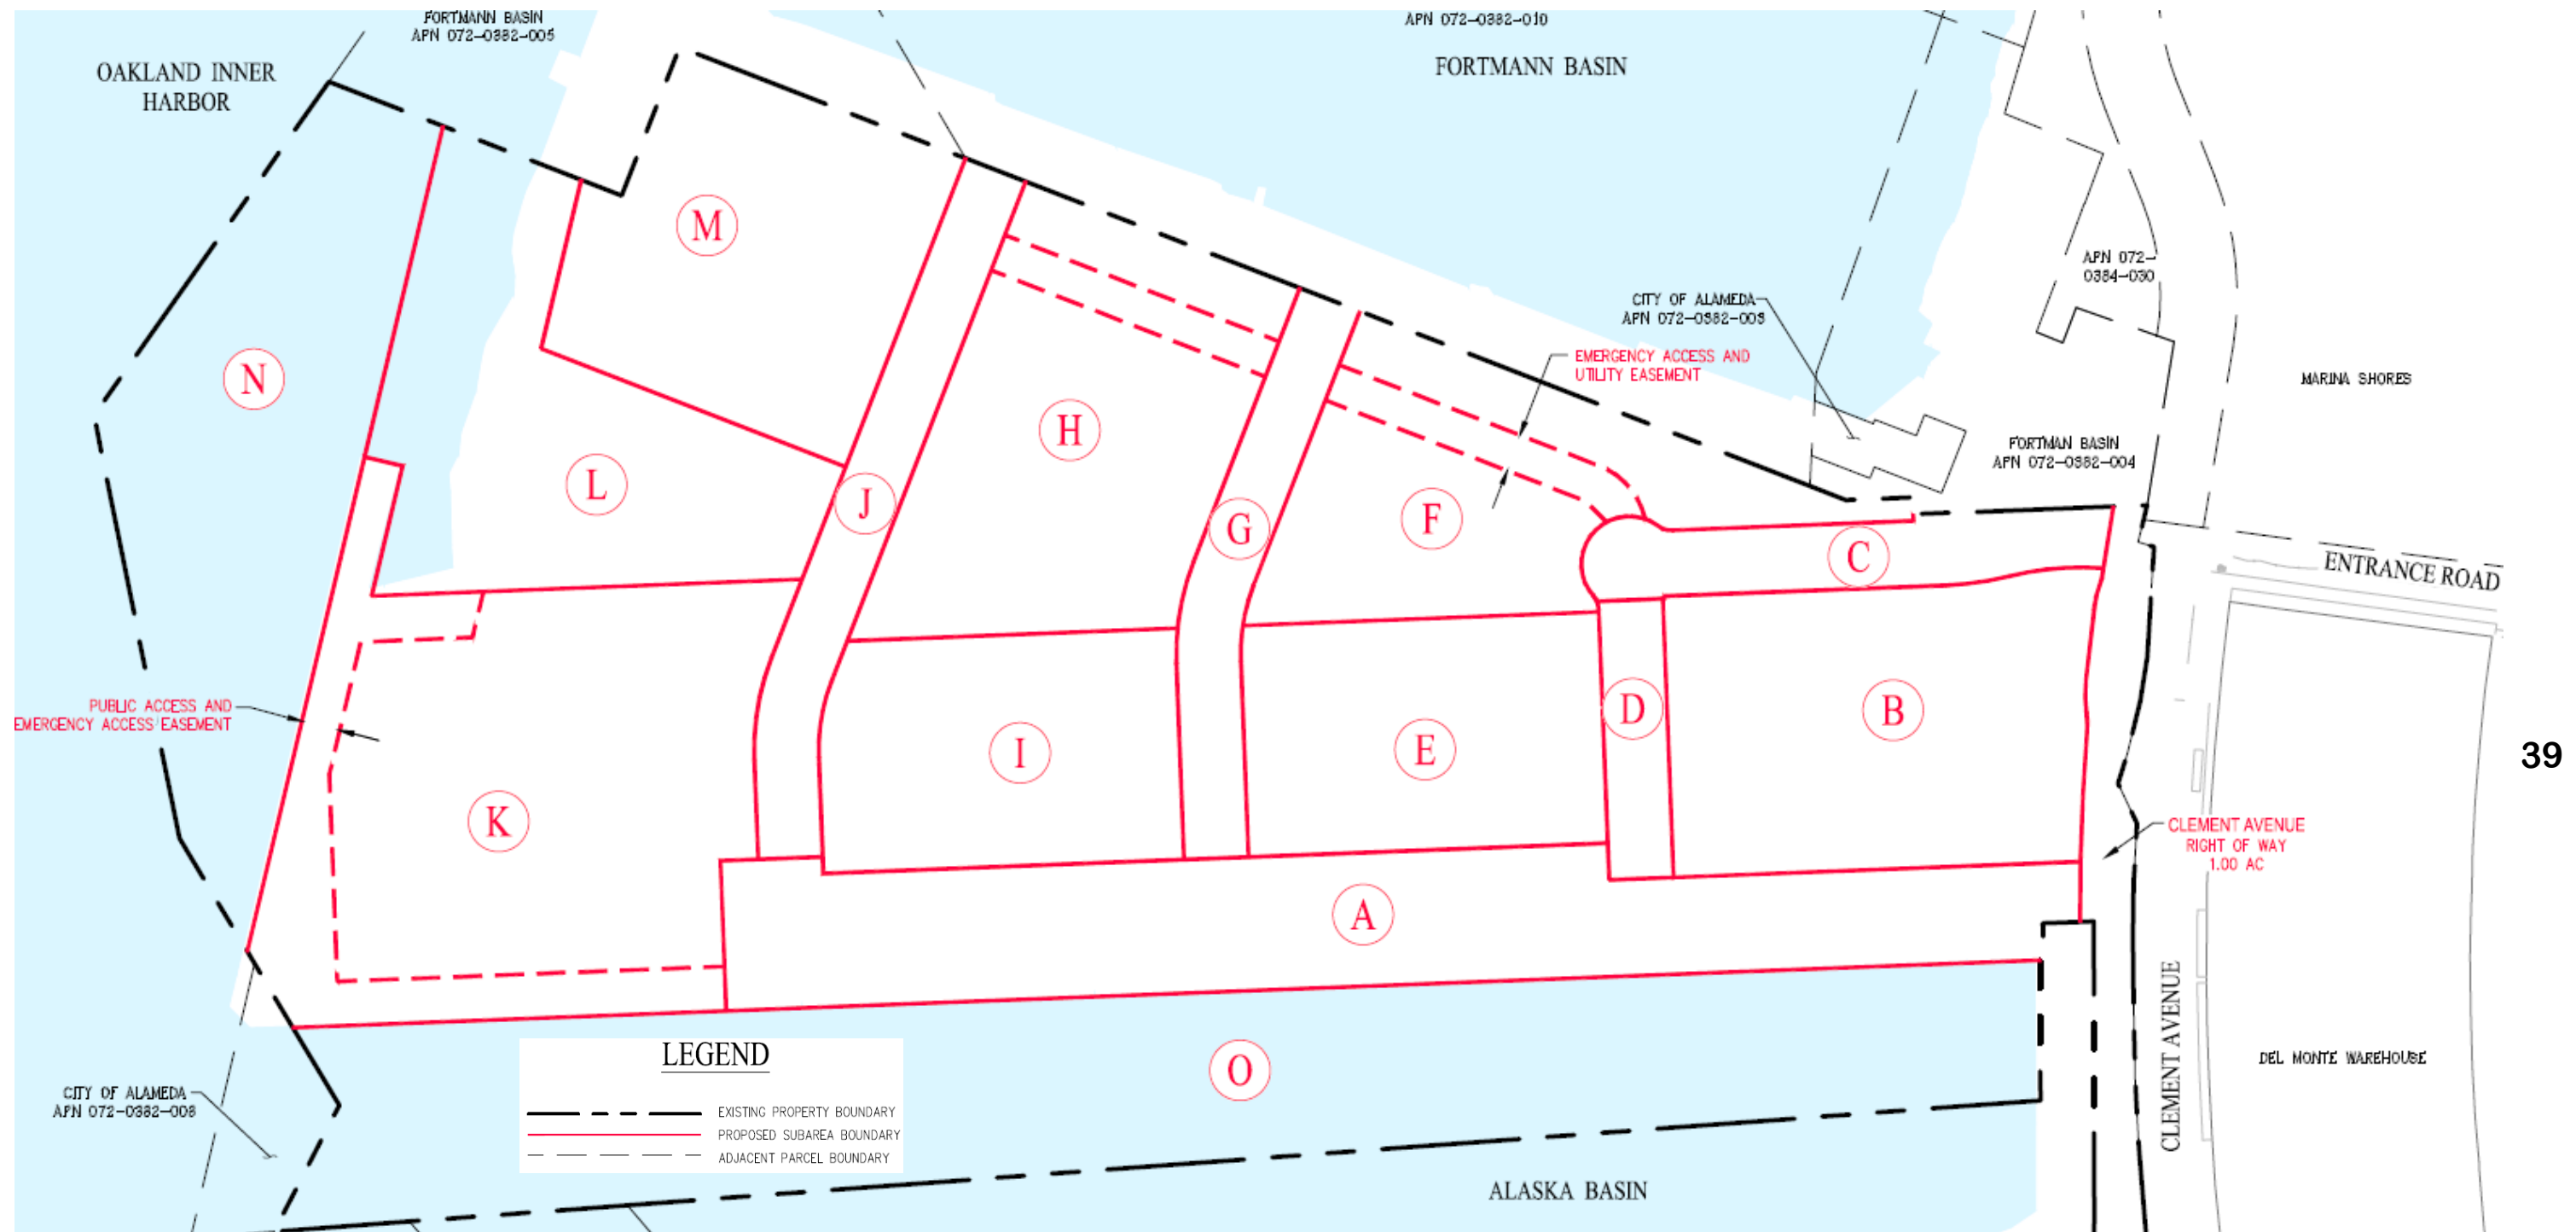 FORTMANN BASIN
APN 072-0382-005
APN 072-0382-010
OAKLAND INNER
HARBOR
FORTMANN BASIN
M
APN 072-
0384-030
CITY OF ALAMEDA
APN 072-0382-003
EMERGENCY ACCESS AND
UTILITY EASEMENT
N
MARINA SHORES
H
FORTMAN BASIN
APN 072-0382-004
L
J
G
F
C
ENTRANCE ROAD
PUBLIC ACCESS AND
EMERGENCY ACCESS EASEMENT
D
B
I
E
39
K
CLEMENT AVENUE
RIGHT OF WAY
1.00 AC
A
CLEMENT AVENUE
LEGEND
EXISTING PROPERTY BOUNDARY
PROPOSED SUBAREA BOUNDARY
ADJACENT PARCEL BOUNDARY
O
DEL MONTE WAREHOUSE
CITY OF ALAMEDA
APN 072-0382-008
ALASKA BASIN